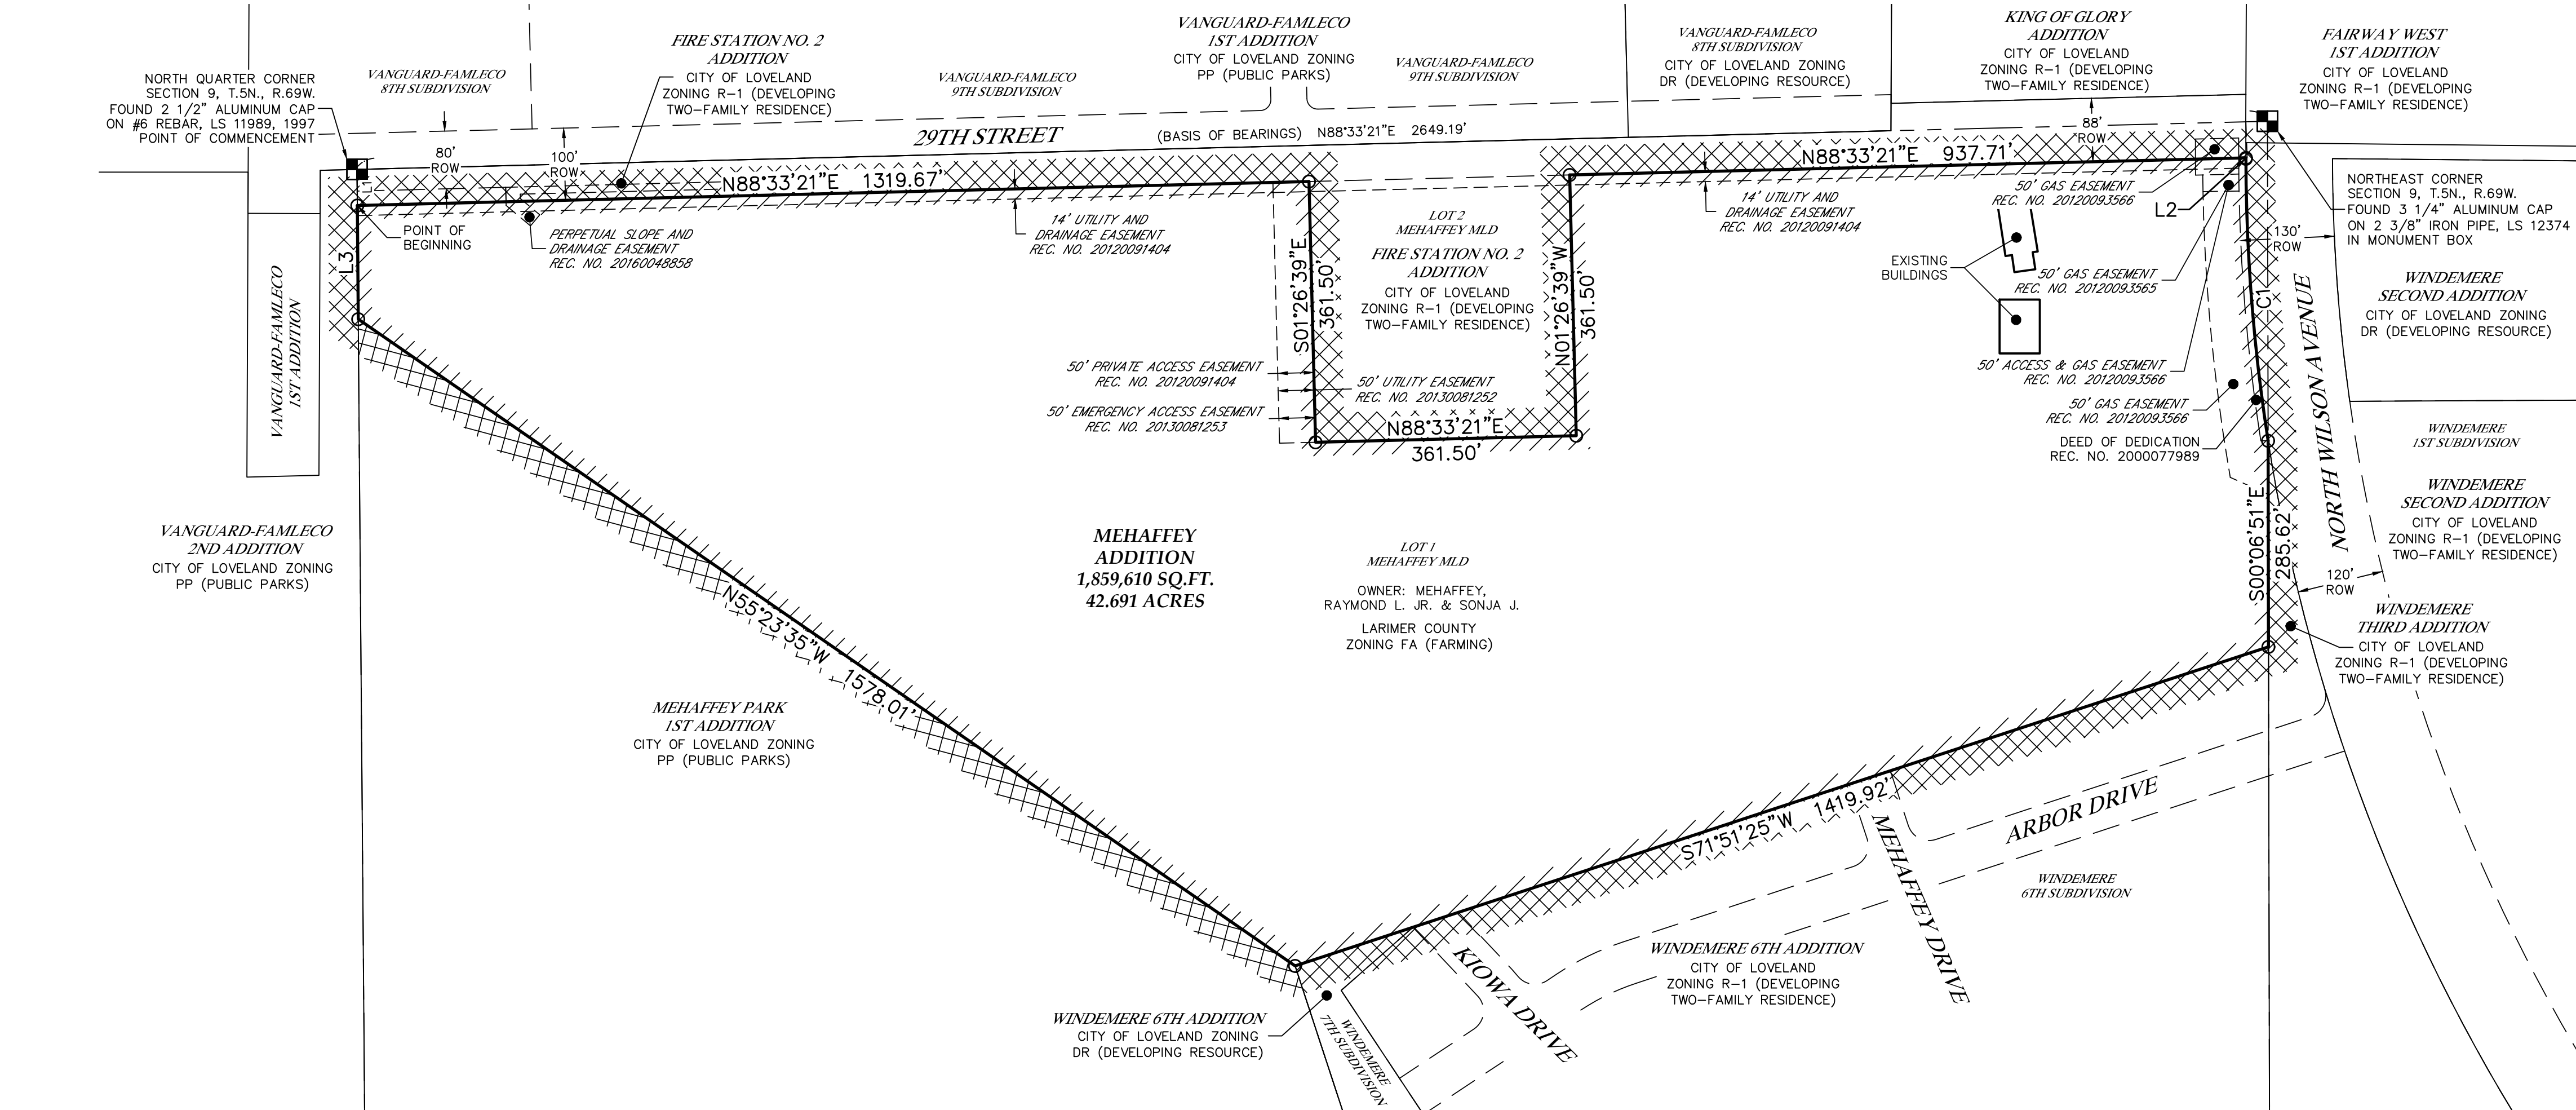 VANGUARD-FAMLECO
1ST ADDITION
CITY OF LOVELAND ZONING
PP (PUBLIC PARKS)
KING OF GLORY
ADDITION
CITY OF LOVELAND
ZONING R-1 (DEVELOPING
TWO-FAMILY RESIDENCE)
FIRE STATION NO. 2
ADDITION
CITY OF LOVELAND
ZONING R-1 (DEVELOPING
TWO-FAMILY RESIDENCE)
VANGUARD-FAMLECO
8TH SUBDIVISION
CITY OF LOVELAND ZONING
DR (DEVELOPING RESOURCE)
FAIRWAY WEST
1ST ADDITION
CITY OF LOVELAND
ZONING R-1 (DEVELOPING
TWO-FAMILY RESIDENCE)
NORTH QUARTER CORNER
SECTION 9, T.5N., R.69W.
FOUND 2 1/2" ALUMINUM CAP
ON #6 REBAR, LS 11989, 1997
POINT OF COMMENCEMENT
VANGUARD-FAMLECO
8TH SUBDIVISION
VANGUARD-FAMLECO
9TH SUBDIVISION
VANGUARD-FAMLECO
9TH SUBDIVISION
29TH STREET
(BASIS OF BEARINGS) N88°33'21"E 2649.19'
80'
ROW
100'
ROW
88'
ROW
L1
N88°33'21"E 1319.67'
N88°33'21"E 937.71'
POINT OF
BEGINNING
PERPETUAL SLOPE AND
DRAINAGE EASEMENT
REC. NO. 20160048858
14' UTILITY AND
DRAINAGE EASEMENT
REC. NO. 20120091404
LOT 2
MEHAFFEY MLD
FIRE STATION NO. 2
ADDITION
CITY OF LOVELAND
ZONING R-1 (DEVELOPING
TWO-FAMILY RESIDENCE)
14' UTILITY AND
DRAINAGE EASEMENT
REC. NO. 20120091404
50' GAS EASEMENT
REC. NO. 20120093566
L2
NORTHEAST CORNER
SECTION 9, T.5N., R.69W.
FOUND 3 1/4" ALUMINUM CAP
ON 2 3/8" IRON PIPE, LS 12374
IN MONUMENT BOX
130'
ROW
L3
VANGUARD-FAMLECO
1ST ADDITION
S01°26'39"E
361.50'
N01°26'39"W
361.50'
EXISTING
BUILDINGS
50' GAS EASEMENT
REC. NO. 20120093565
C1
NORTH WILSON AVENUE
WINDEMERE
SECOND ADDITION
CITY OF LOVELAND ZONING
DR (DEVELOPING RESOURCE)
50' PRIVATE ACCESS EASEMENT
REC. NO. 20120091404
50' UTILITY EASEMENT
REC. NO. 20130081252
50' EMERGENCY ACCESS EASEMENT
REC. NO. 20130081253
50' ACCESS & GAS EASEMENT
REC. NO. 20120093566
50' GAS EASEMENT
REC. NO. 20120093566
N88°33'21"E
361.50'
DEED OF DEDICATION
REC. NO. 2000077989
WINDEMERE
1ST SUBDIVISION
S00°06'51"E
285.62'
WINDEMERE
SECOND ADDITION
CITY OF LOVELAND
ZONING R-1 (DEVELOPING
TWO-FAMILY RESIDENCE)
VANGUARD-FAMLECO
2ND ADDITION
CITY OF LOVELAND ZONING
PP (PUBLIC PARKS)
MEHAFFEY
ADDITION
1,859,610 SQ.FT.
42.691 ACRES
LOT 1
MEHAFFEY MLD
OWNER: MEHAFFEY,
RAYMOND L. JR. & SONJA J.
LARIMER COUNTY
ZONING FA (FARMING)
120'
ROW
WINDEMERE
THIRD ADDITION
CITY OF LOVELAND
ZONING R-1 (DEVELOPING
TWO-FAMILY RESIDENCE)
N55°23'35"W 1578.01'
MEHAFFEY PARK
1ST ADDITION
CITY OF LOVELAND ZONING
PP (PUBLIC PARKS)
S71°51'25"W 1419.92'
ARBOR DRIVE
MEHAFFEY DRIVE
WINDEMERE
6TH SUBDIVISION
KIOWA DRIVE
WINDEMERE 6TH ADDITION
CITY OF LOVELAND
ZONING R-1 (DEVELOPING
TWO-FAMILY RESIDENCE)
WINDEMERE 6TH ADDITION
CITY OF LOVELAND ZONING
DR (DEVELOPING RESOURCE)
WINDEMERE
7TH SUBDIVISION